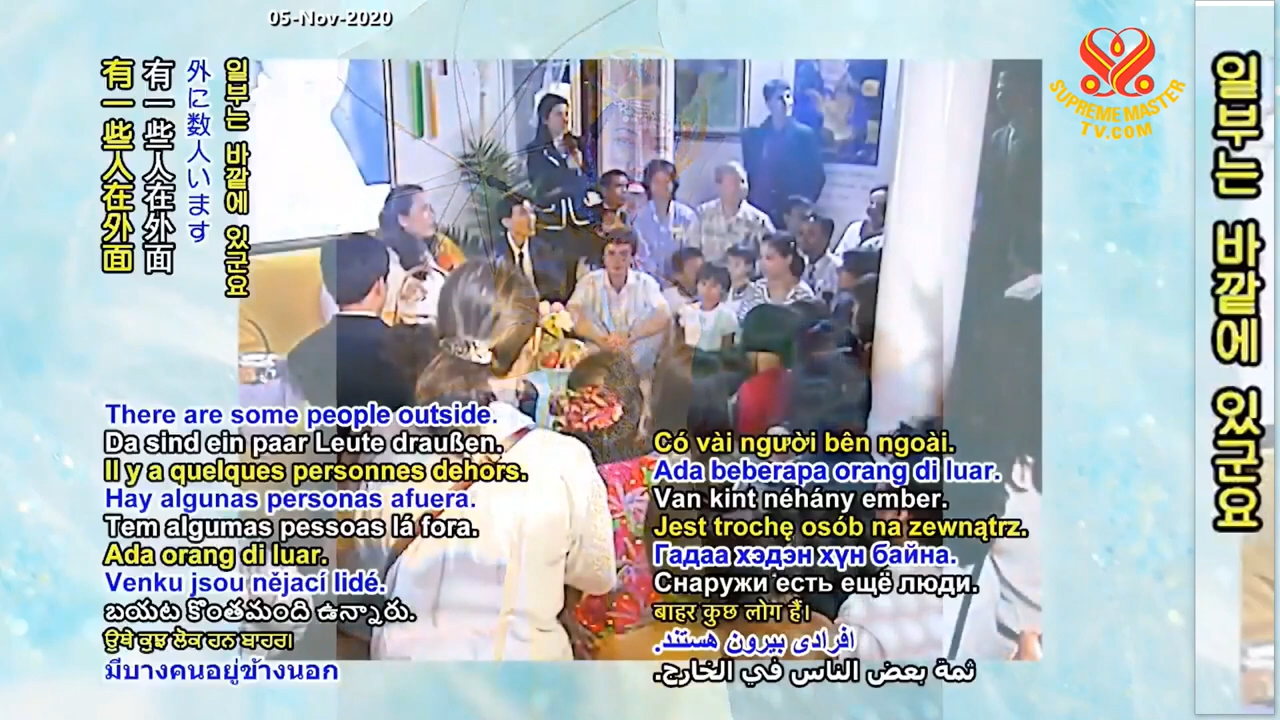 05-Nov-2020
SUPREME MASTER
TV.COM
일부는 바깥에 있군요
外に数人います
有一些人在外面
有一些人在外面
There are some people outside.
Da sind ein paar Leute draußen.
Il y a quelques personnes dehors.
Hay algunas personas afuera.
Tem algumas pessoas lá fora.
Ada orang di luar.
Venku jsou nějací lidé.
బయట కొంతమంది ఉన్నారు.
ਉਥੇ ਕੁਝ ਲੋਕ ਹਨ ਬਾਹਰ।
มีบางคนอยู่ข้างนอก
Có vài người bên ngoài.
Ada beberapa orang di luar.
Van kint néhány ember.
Jest trochę osób na zewnątrz.
Гадаа хэдэн хүн байна.
Снаружи есть ещё люди.
बाहर कुछ लोग हैं।
افرادی بیرون هستند.
ثمة بعض الناس في الخارج.
일부는 바깥에 있군요